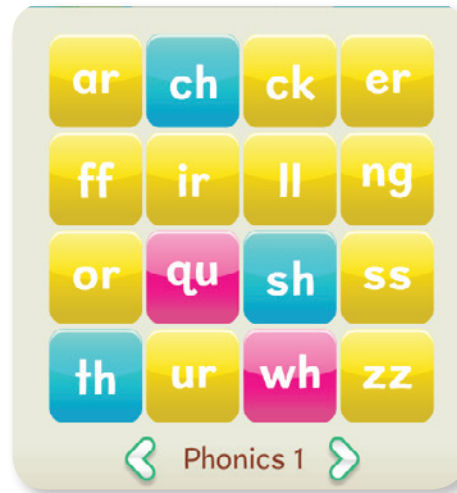 ar ch ck er
ff ir ll ng
or qu sh ss
th ur wh zz
Phonics 1